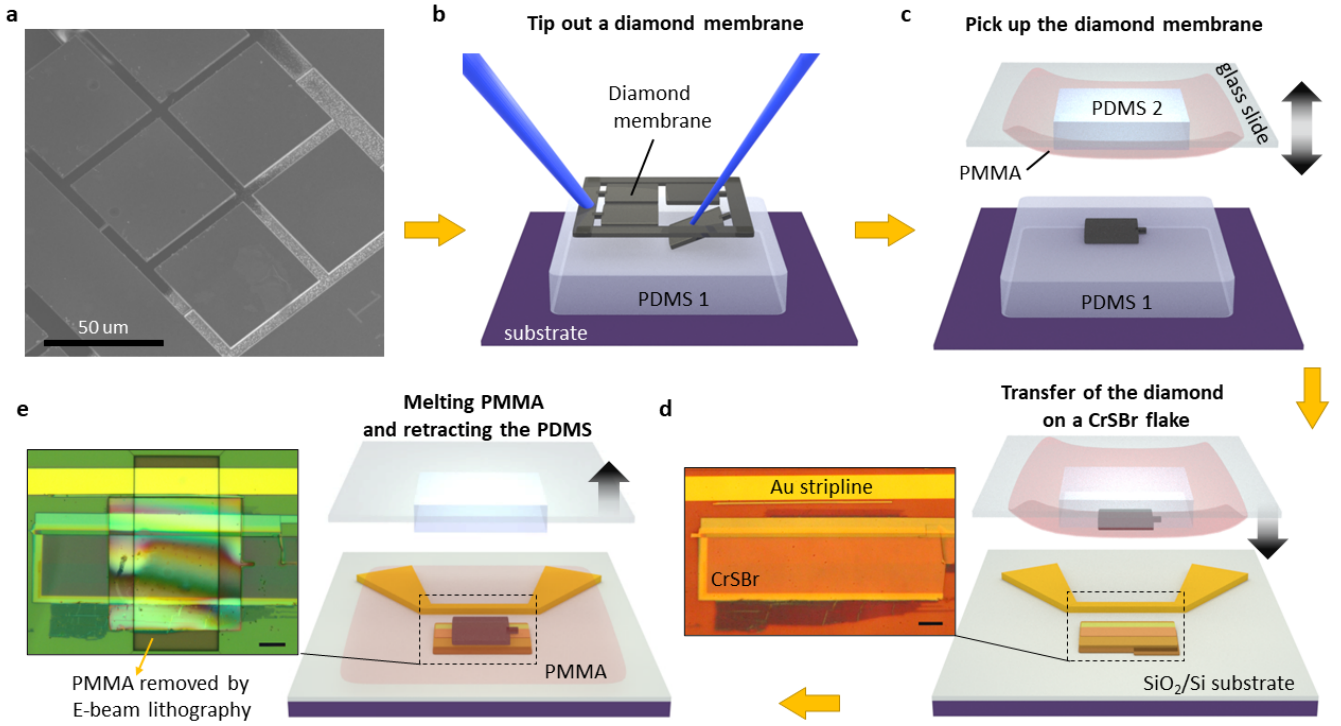 a
50 um
b
Tip out a diamond membrane
Diamond
membrane
PDMS 1
substrate
c
Pick up the diamond membrane
PDMS 2
glass slide
PMMA
PDMS 1
d
Transfer of the diamond
on a CrSBr flake
Au stripline
CrSBr
SiO₂/Si substrate
e
Melting PMMA
and retracting the PDMS
PMMA
PMMA removed by
E-beam lithography